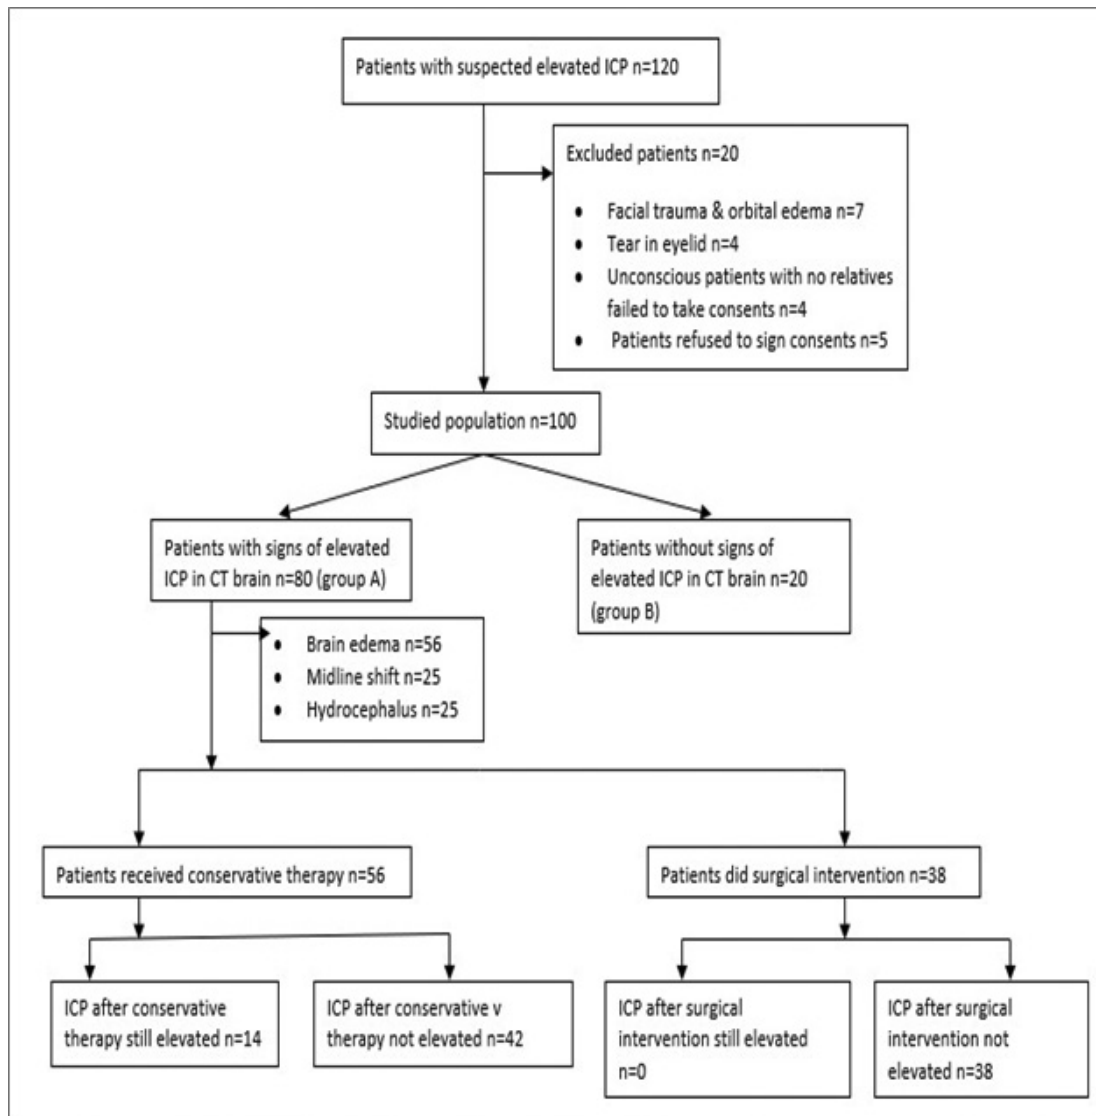 Patients with suspected elevated ICP n=120
Excluded patients n=20
• Facial trauma & orbital edema n=7
• Tear in eyelid n=4
• Unconscious patients with no relatives
failed to take consents n=4
• Patients refused to sign consents n=5
Studied population n=100
Patients with signs of elevated
ICP in CT brain n=80 (group A)
Patients without signs of
elevated ICP in CT brain n=20
(group B)
• Brain edema n=56
• Midline shift n=25
• Hydrocephalus n=25
Patients received conservative therapy n=56
Patients did surgical intervention n=38
ICP after conservative
therapy still elevated n=14
ICP after conservative v
therapy not elevated n=42
ICP after surgical
intervention still elevated
n=0
ICP after surgical
intervention not
elevated n=38